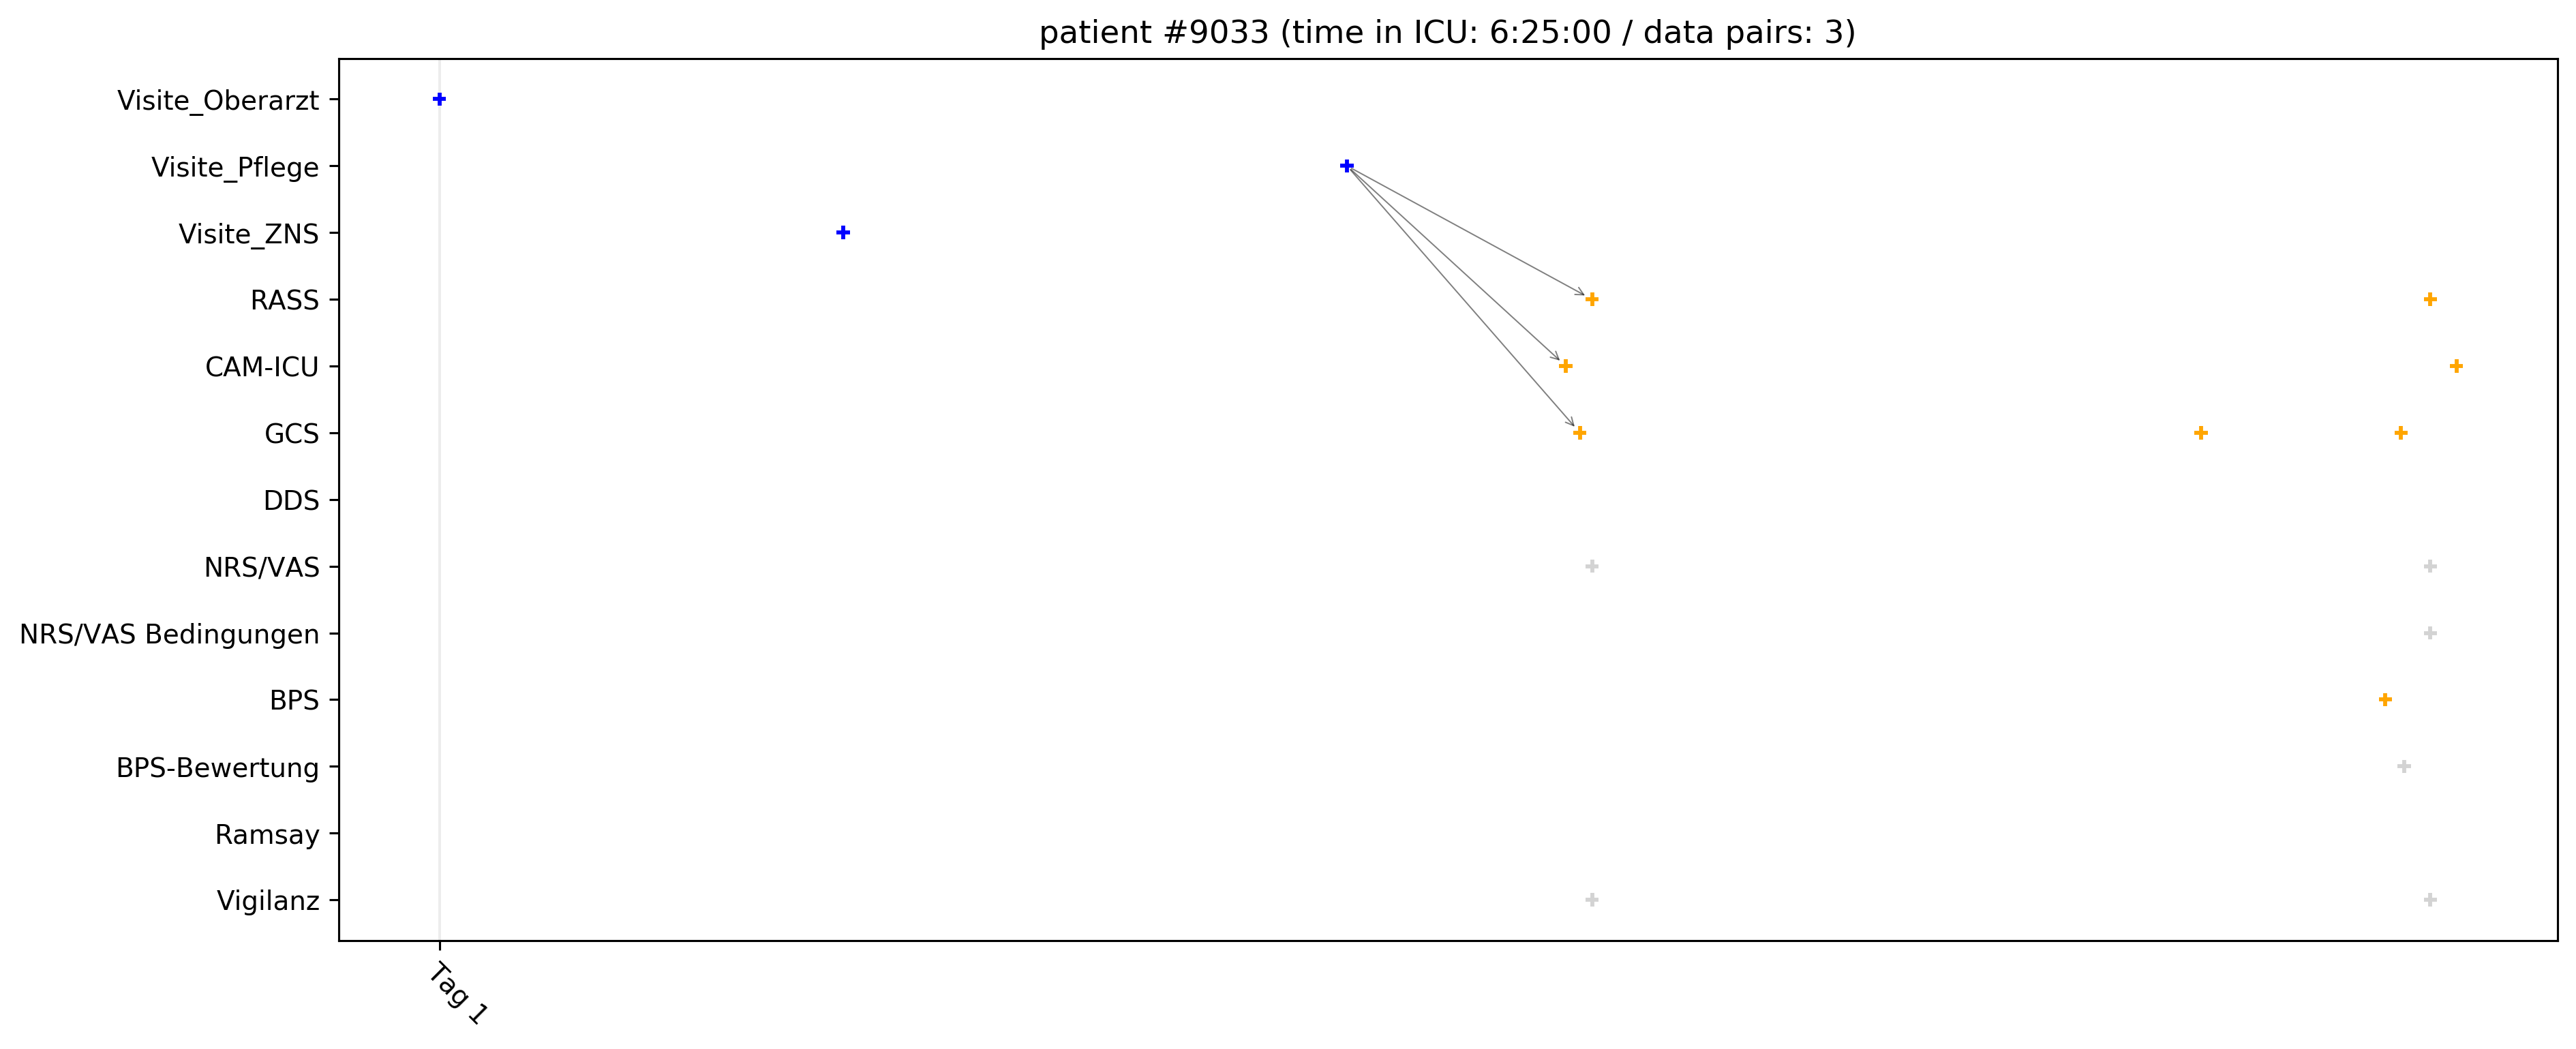 patient #9033 (time in ICU: 6:25:00 / data pairs: 3)
Visite_Oberarzt
Visite_Pflege
Visite_ZNS
RASS
CAM-ICU
GCS
DDS
NRS/VAS
NRS/VAS Bedingungen
BPS
BPS-Bewertung
Ramsay
Vigilanz
Tag 1